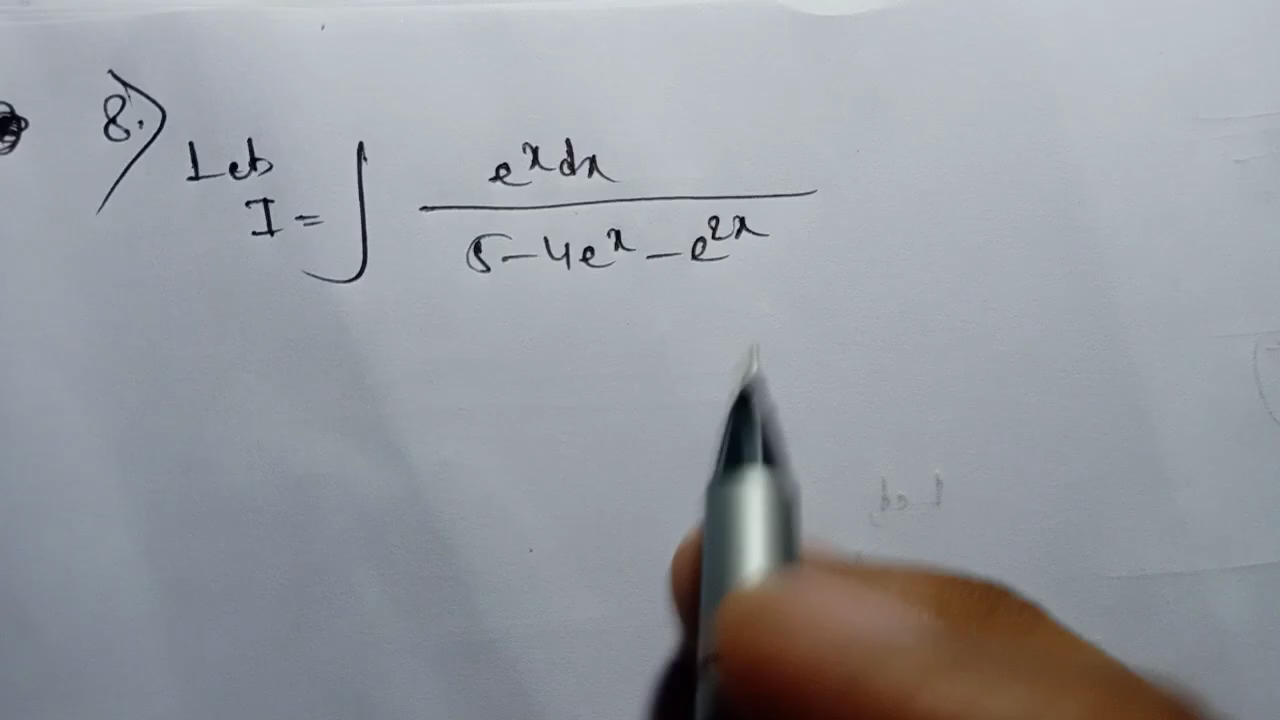 8.)
Let
I = ∫ e^x dx / 5 - 4e^x - e^{2x}